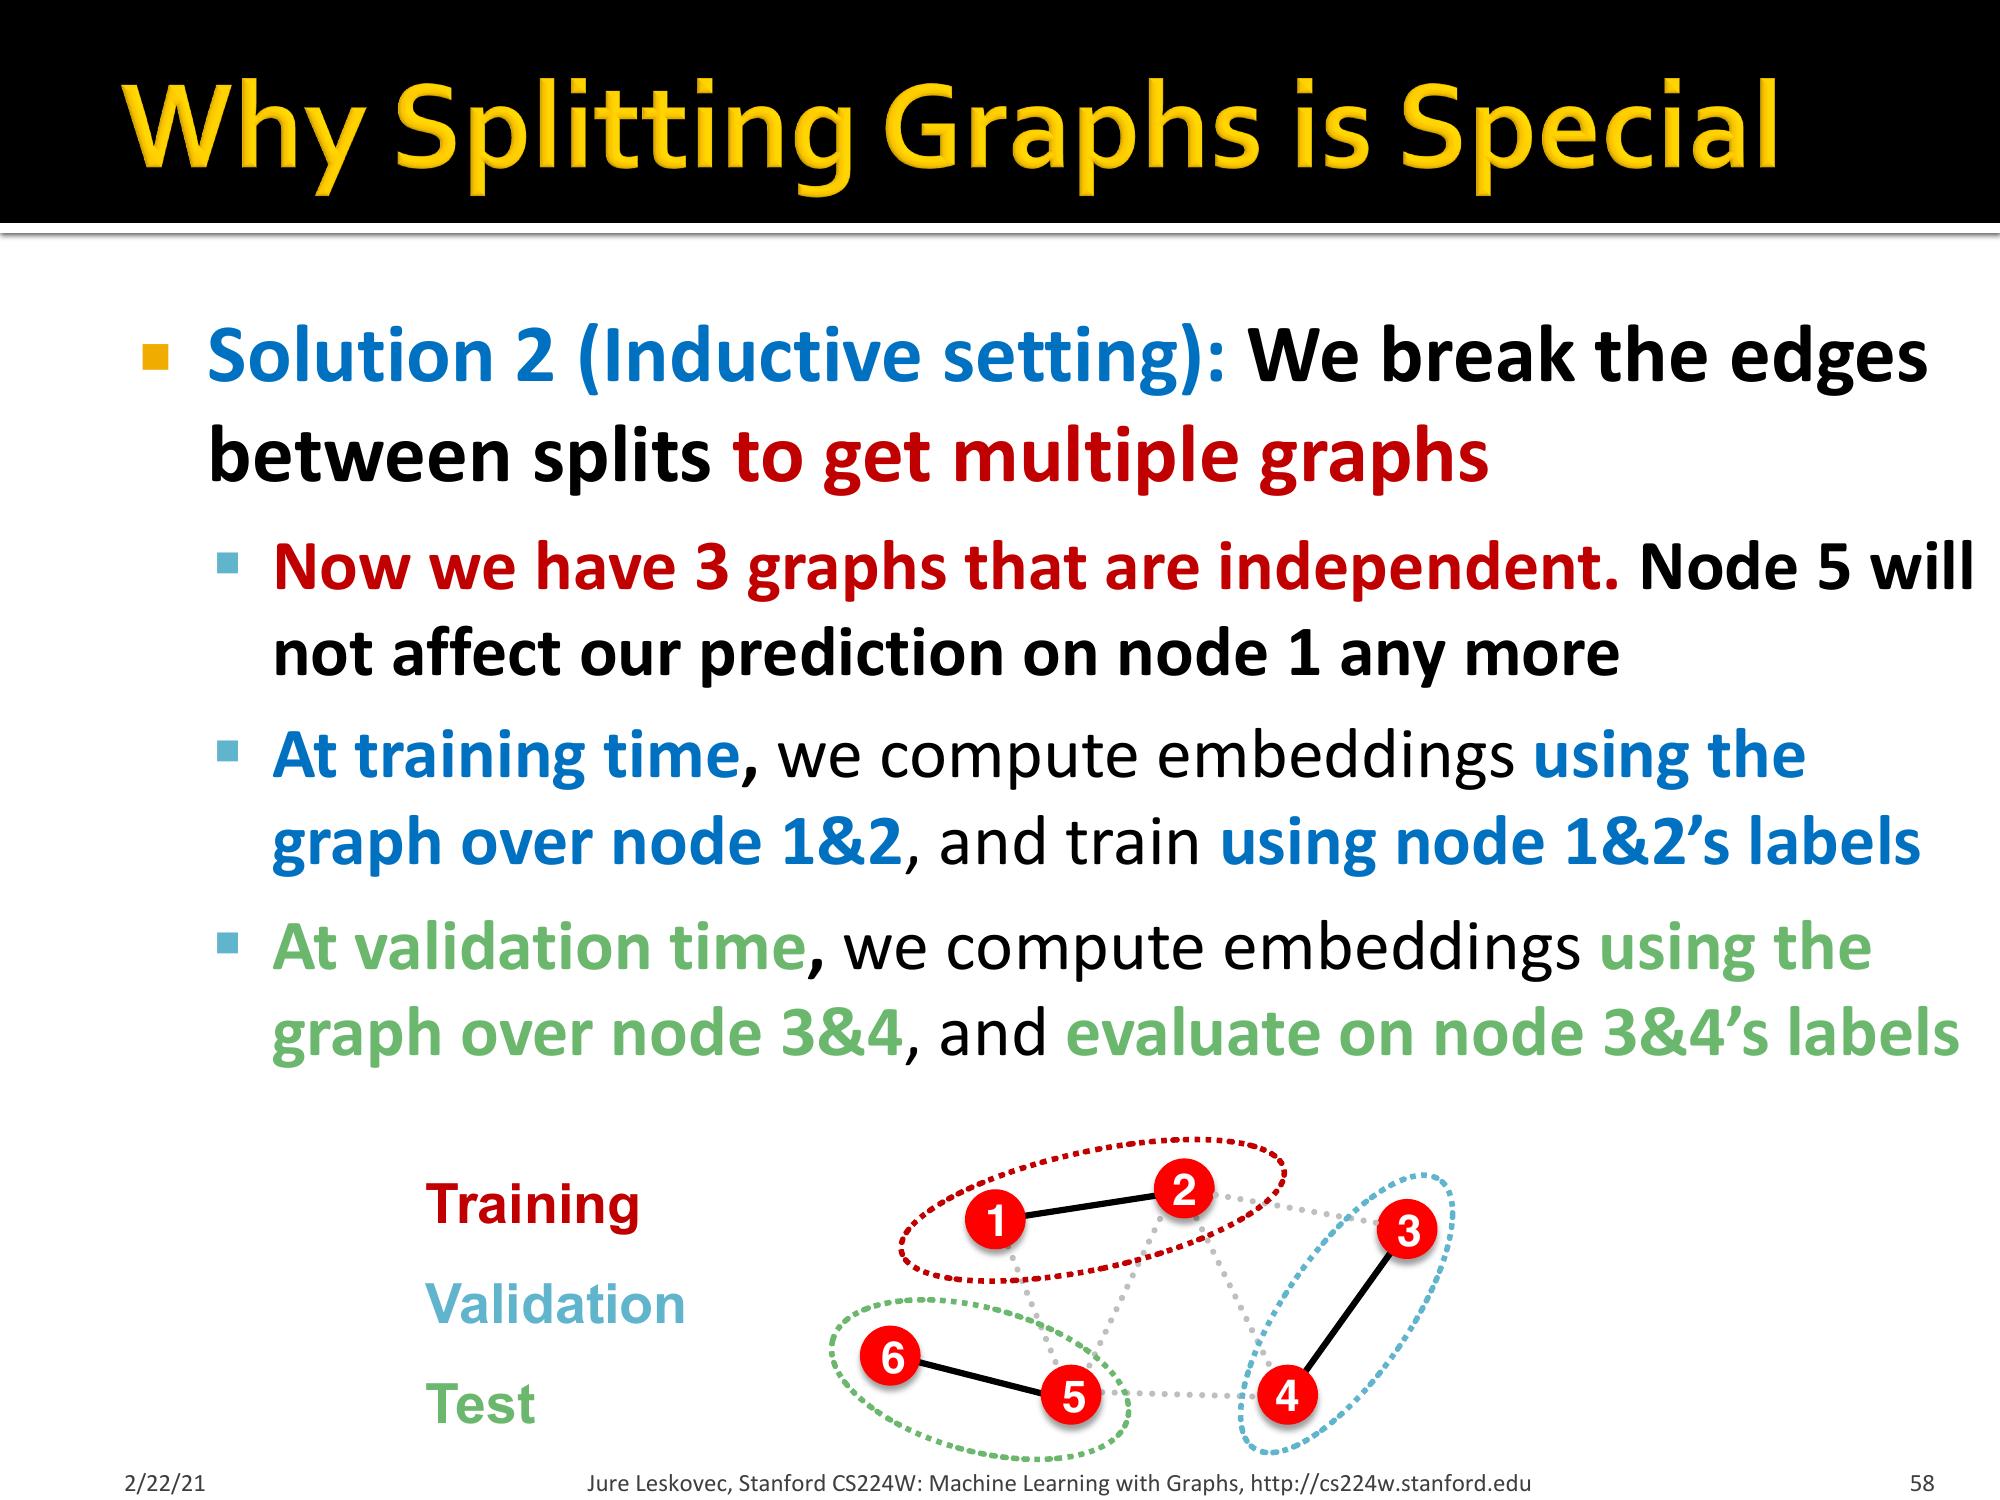 Why Splitting Graphs is Special
Solution 2 (Inductive setting): We break the edges
between splits to get multiple graphs
Now we have 3 graphs that are independent. Node 5 will
not affect our prediction on node 1 any more
At training time, we compute embeddings using the
graph over node 1&2, and train using node 1&2’s labels
At validation time, we compute embeddings using the
graph over node 3&4, and evaluate on node 3&4’s labels
Training
Validation
Test
1
2
3
6
5
4
2/22/21
Jure Leskovec, Stanford CS224W: Machine Learning with Graphs, http://cs224w.stanford.edu
58